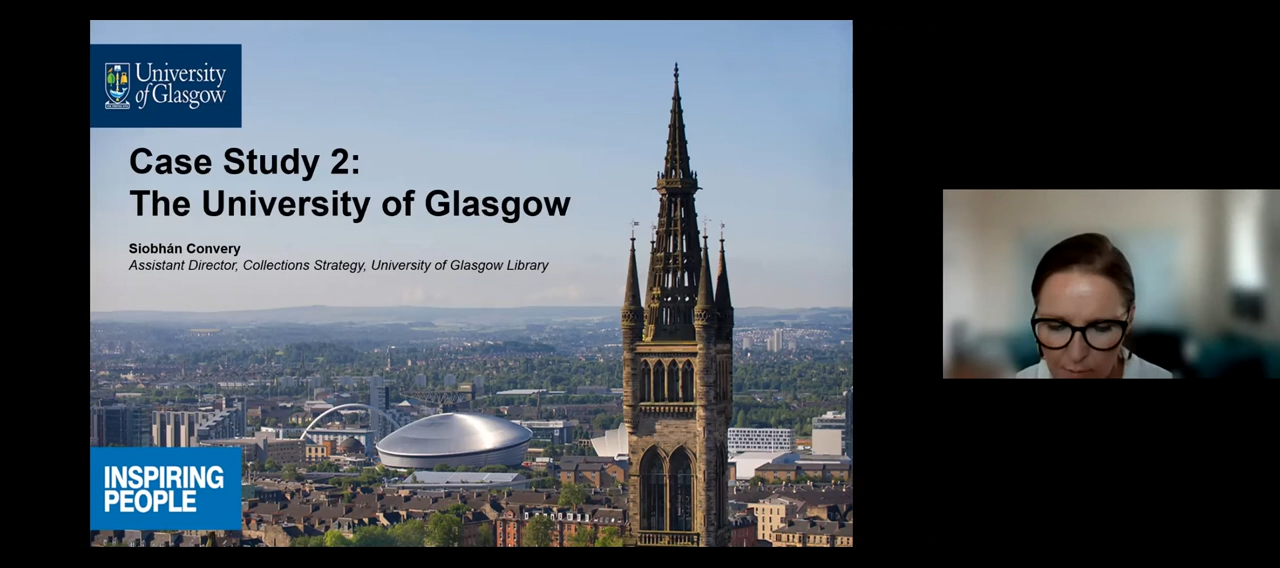 University
of Glasgow
Case Study 2:
The University of Glasgow
Siobhán Convery
Assistant Director, Collections Strategy, University of Glasgow Library
INSPIRING
PEOPLE